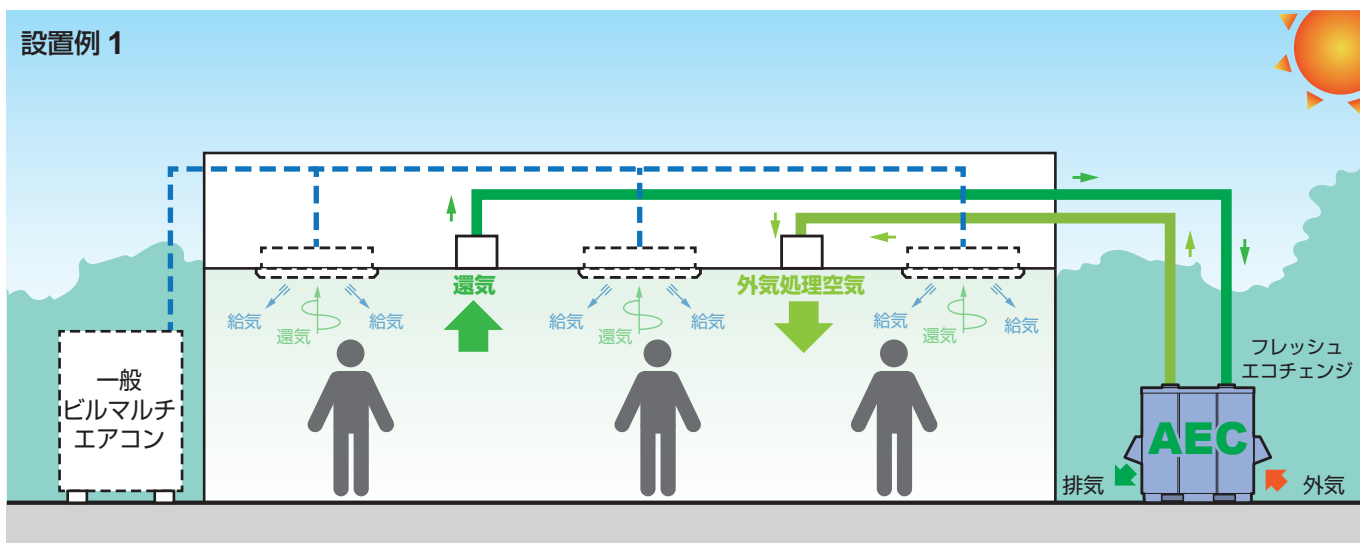 設置例 1
還気
外気処理空気
給気
還気
給気
給気
還気
給気
給気
還気
給気
一般
ビルマルチ
エアコン
フレッシュ
エコチェンジ
AEC
排気
外気